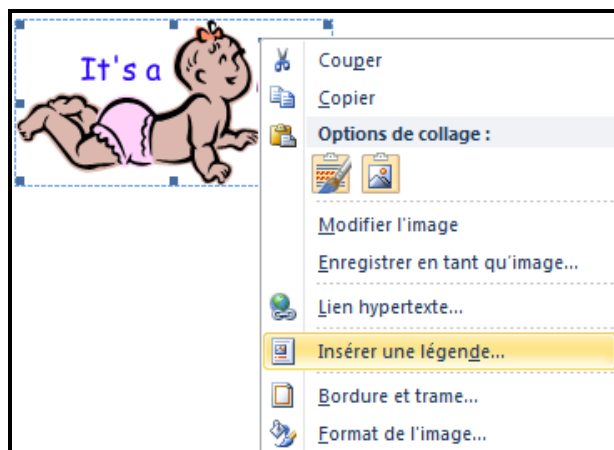 It's a
Couper
Copier
Options de collage :
Modifier l'image
Enregistrer en tant qu'image...
Lien hypertexte...
Insérer une légende...
Bordure et trame...
Format de l'image...